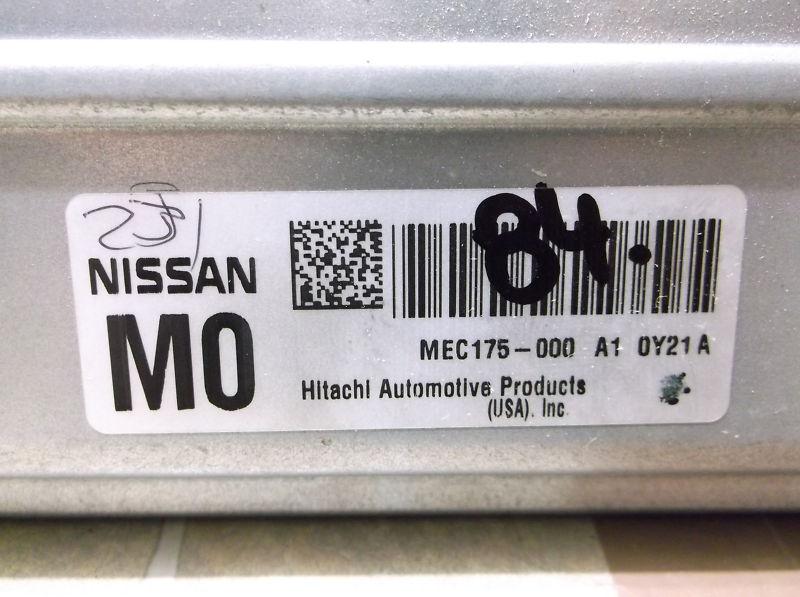 84.
NISSAN
M0
MEC175-000 A1 0Y21A
Hitachi Automotive Products
(USA), Inc.